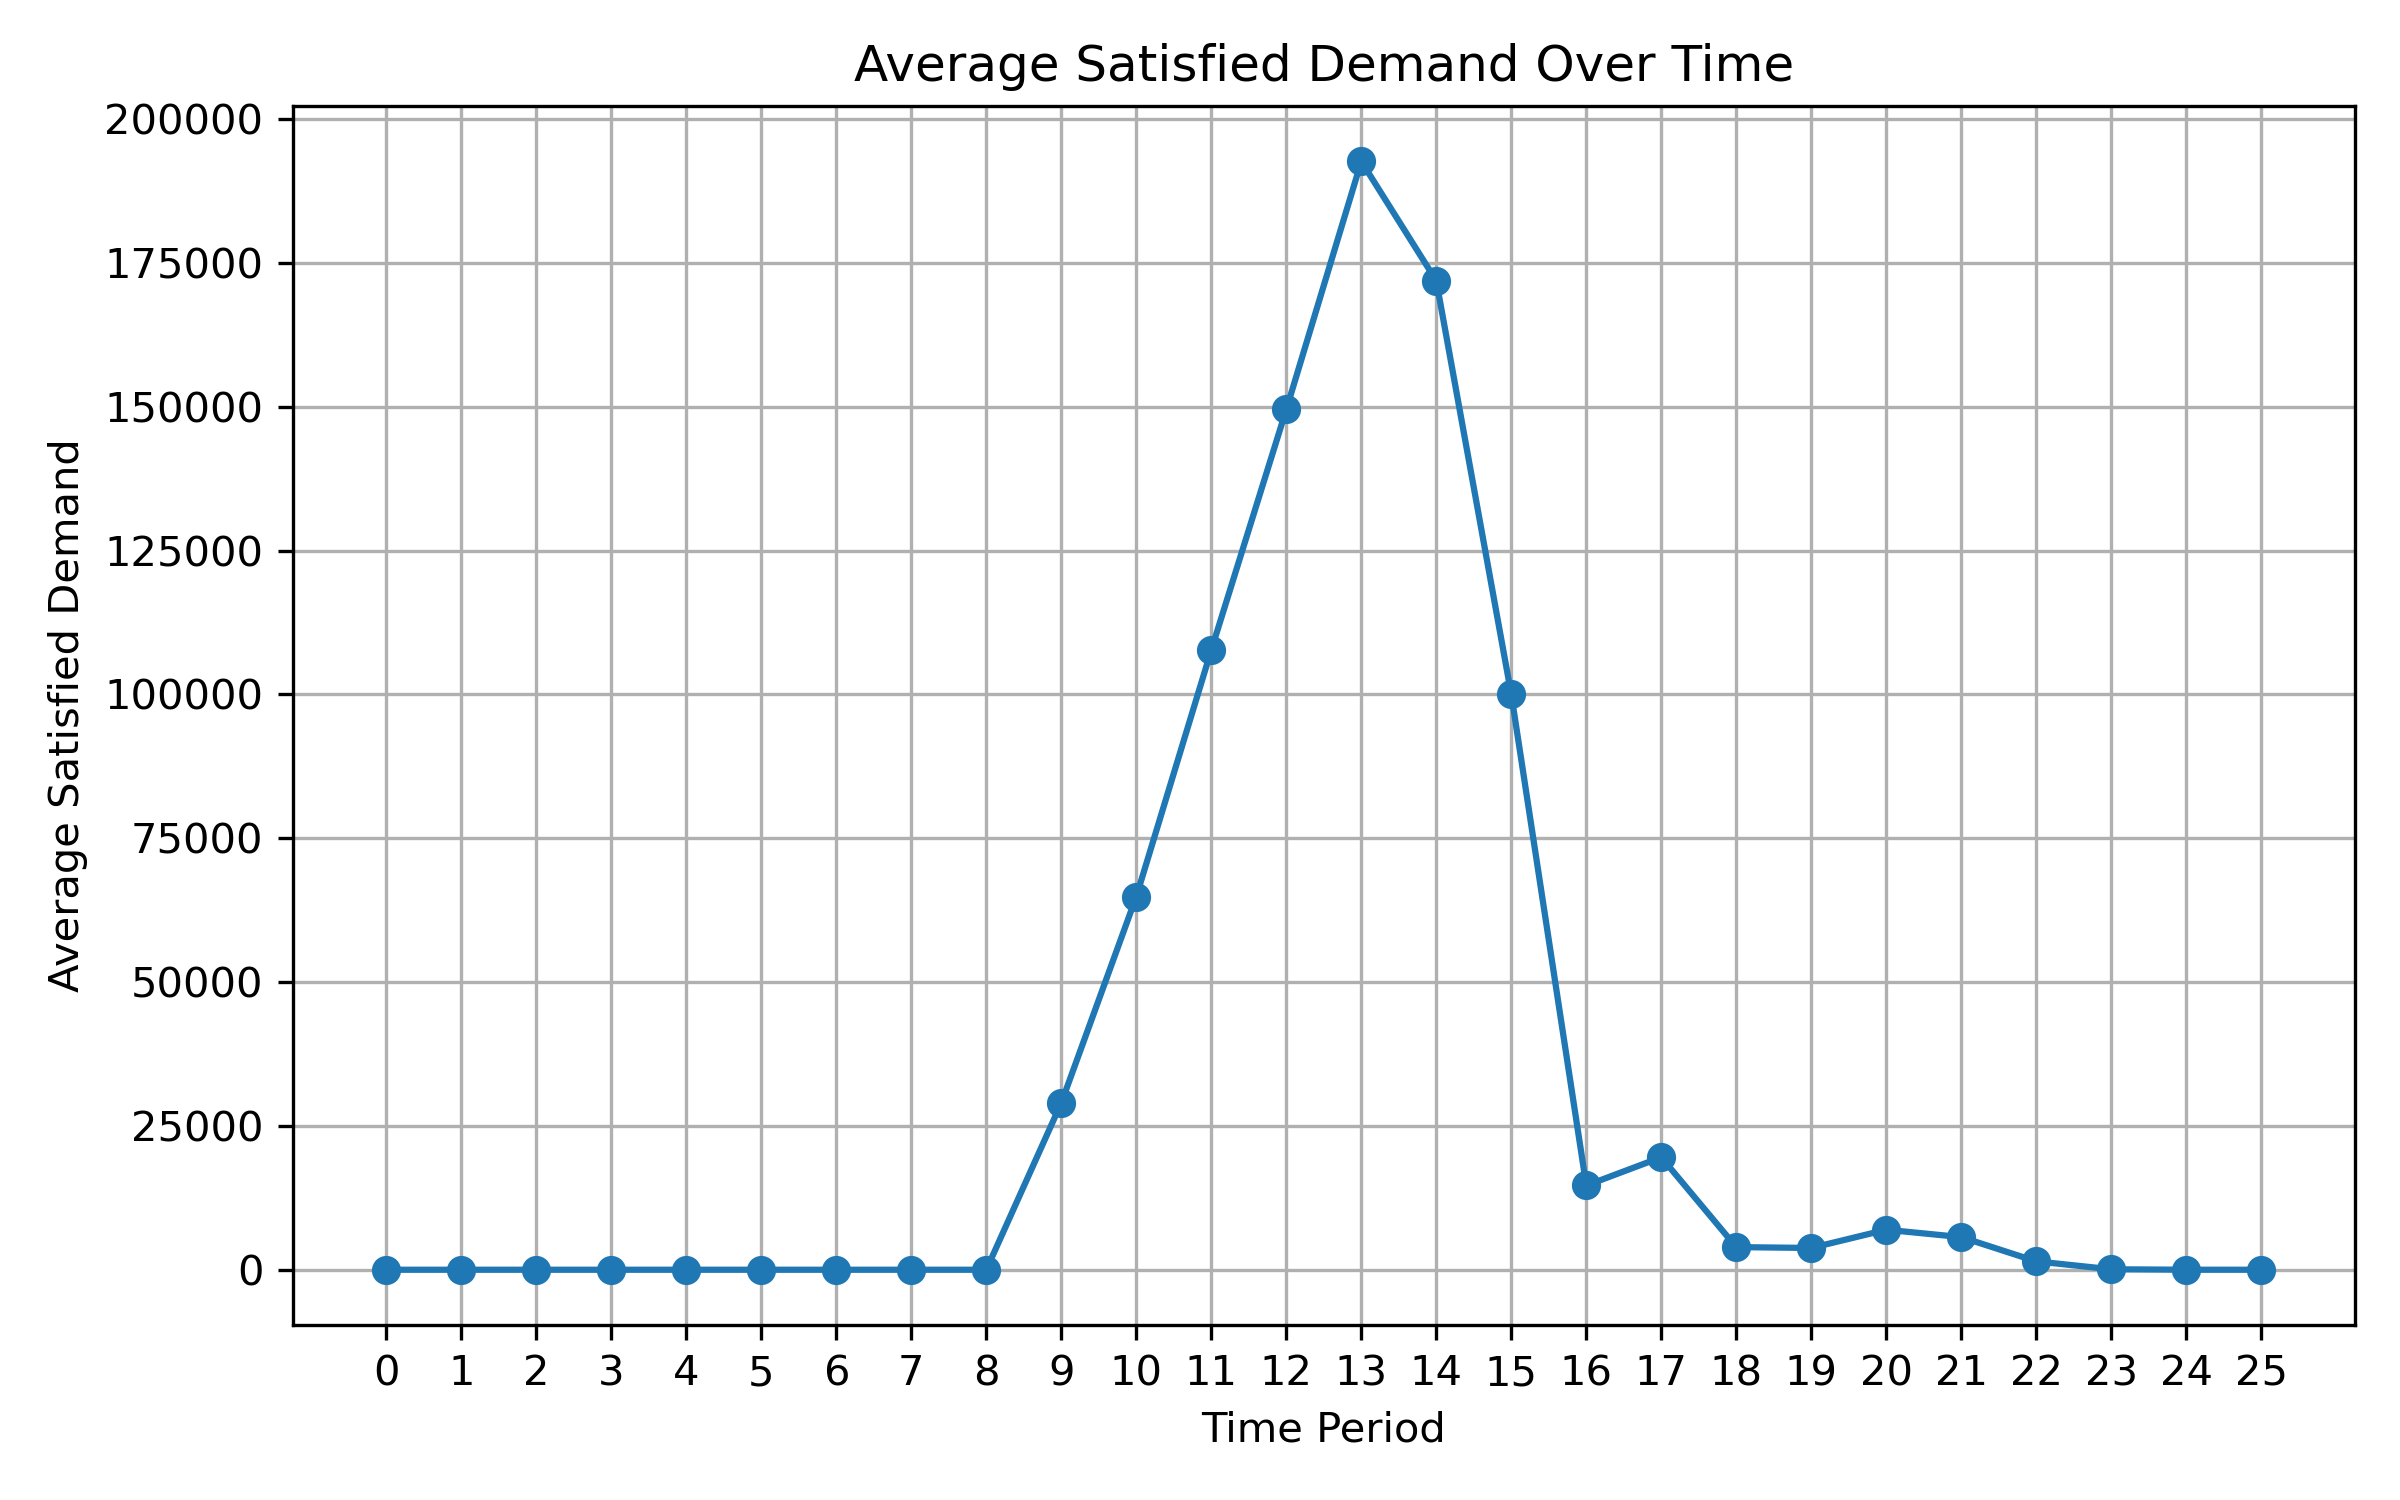 Average Satisfied Demand Over Time
200000
175000
150000
125000
100000
75000
50000
25000
0
Average Satisfied Demand
0 1 2 3 4 5 6 7 8 9 10 11 12 13 14 15 16 17 18 19 20 21 22 23 24 25
Time Period